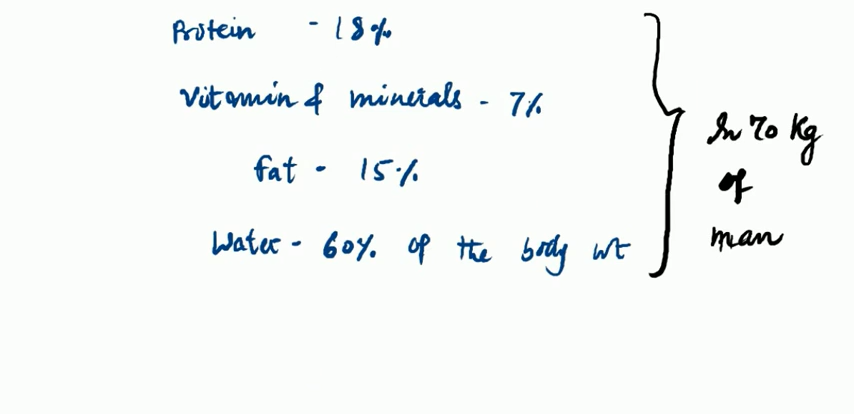 Protein - 18%
Vitamin & minerals - 7%
fat - 15%
Water - 60% of the body wt
In 70 Kg
of
man